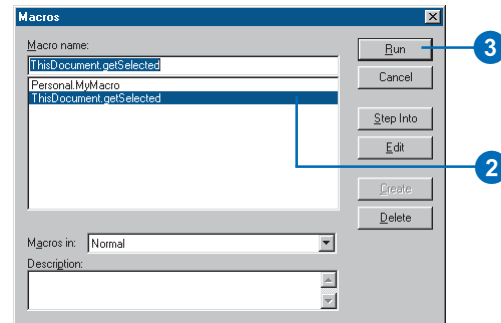 Macros
Macro name:
ThisDocument.getSelected
Personal.MyMacro
ThisDocument.getSelected
Run
3
Cancel
Step Into
Edit
2
Create
Delete
Macros in: Normal
Description: